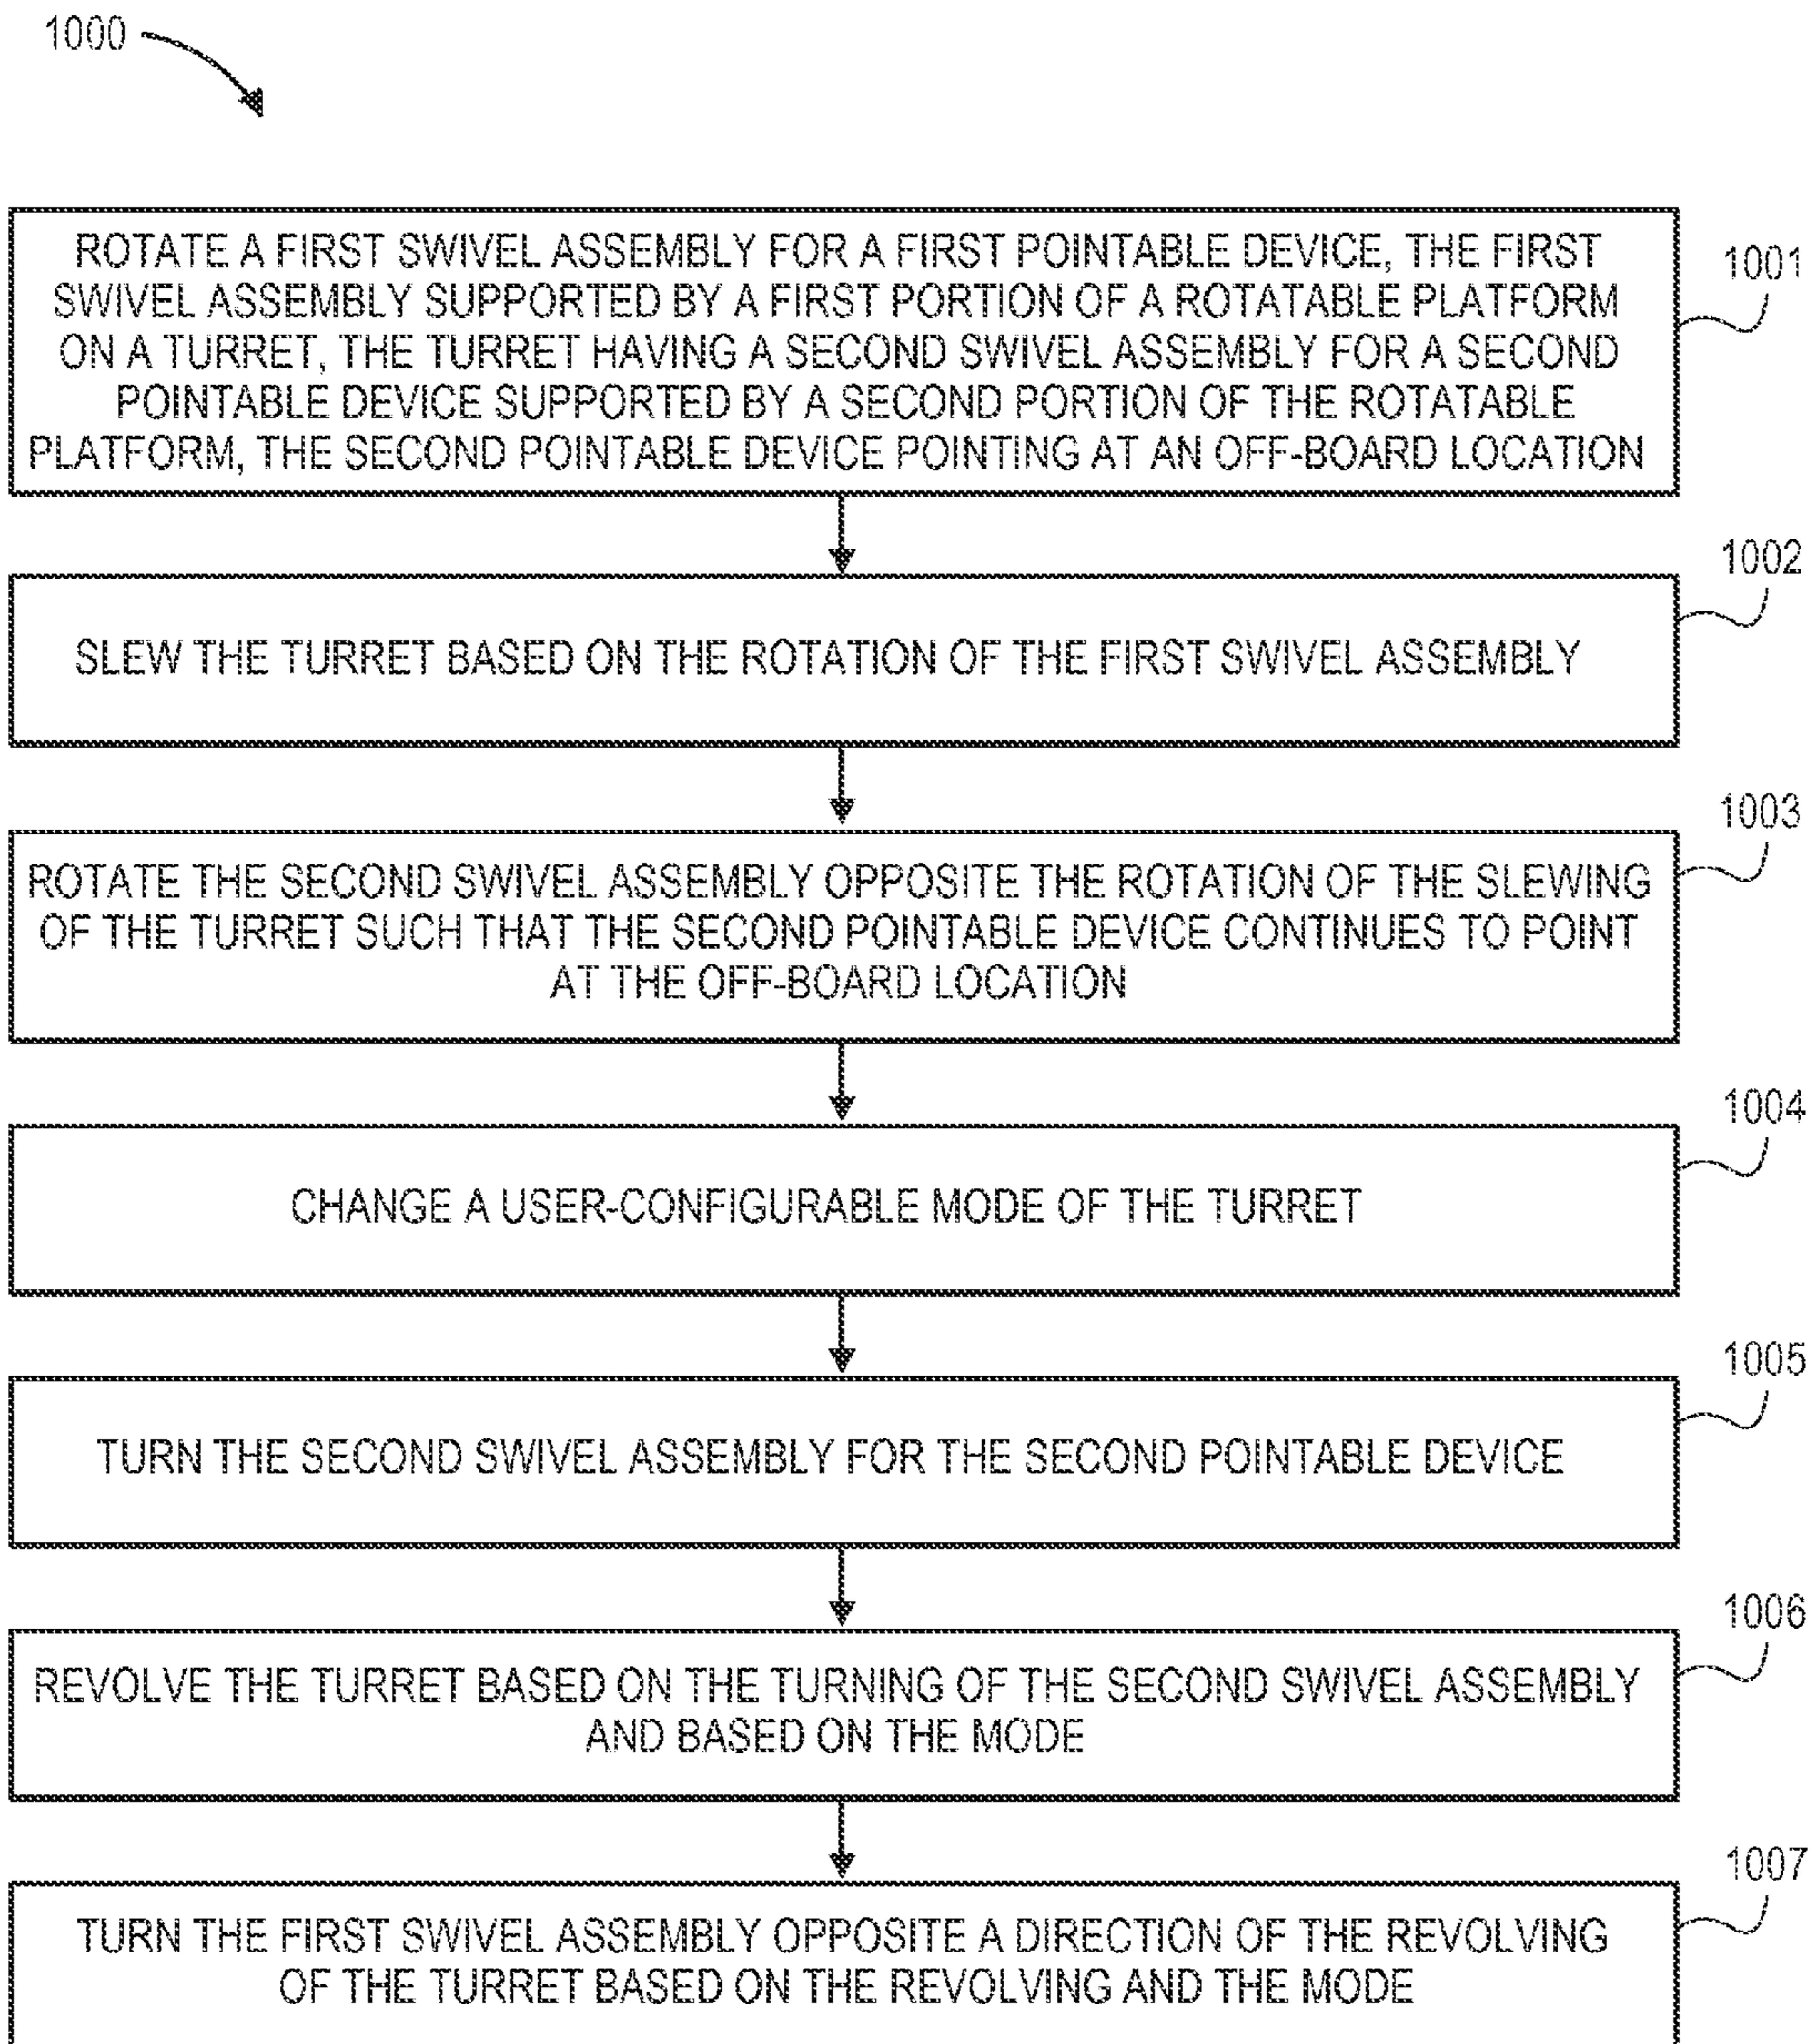 1000
ROTATE A FIRST SWIVEL ASSEMBLY FOR A FIRST POINTABLE DEVICE, THE FIRST
SWIVEL ASSEMBLY SUPPORTED BY A FIRST PORTION OF A ROTATABLE PLATFORM
ON A TURRET, THE TURRET HAVING A SECOND SWIVEL ASSEMBLY FOR A SECOND
POINTABLE DEVICE SUPPORTED BY A SECOND PORTION OF THE ROTATABLE
PLATFORM, THE SECOND POINTABLE DEVICE POINTING AT AN OFF-BOARD LOCATION
1001
SLEW THE TURRET BASED ON THE ROTATION OF THE FIRST SWIVEL ASSEMBLY
1002
ROTATE THE SECOND SWIVEL ASSEMBLY OPPOSITE THE ROTATION OF THE SLEWING
OF THE TURRET SUCH THAT THE SECOND POINTABLE DEVICE CONTINUES TO POINT
AT THE OFF-BOARD LOCATION
1003
CHANGE A USER-CONFIGURABLE MODE OF THE TURRET
1004
TURN THE SECOND SWIVEL ASSEMBLY FOR THE SECOND POINTABLE DEVICE
1005
REVOLVE THE TURRET BASED ON THE TURNING OF THE SECOND SWIVEL ASSEMBLY
AND BASED ON THE MODE
1006
TURN THE FIRST SWIVEL ASSEMBLY OPPOSITE A DIRECTION OF THE REVOLVING
OF THE TURRET BASED ON THE REVOLVING AND THE MODE
1007